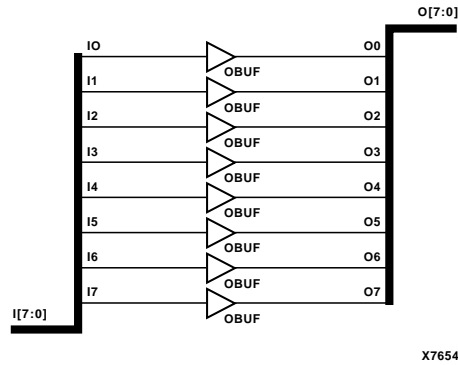 O[7:0]
IO O0
OBUF
I1 O1
OBUF
I2 O2
OBUF
I3 O3
OBUF
I4 O4
OBUF
I5 O5
OBUF
I6 O6
OBUF
I7 O7
I[7:0]
OBUF
X7654